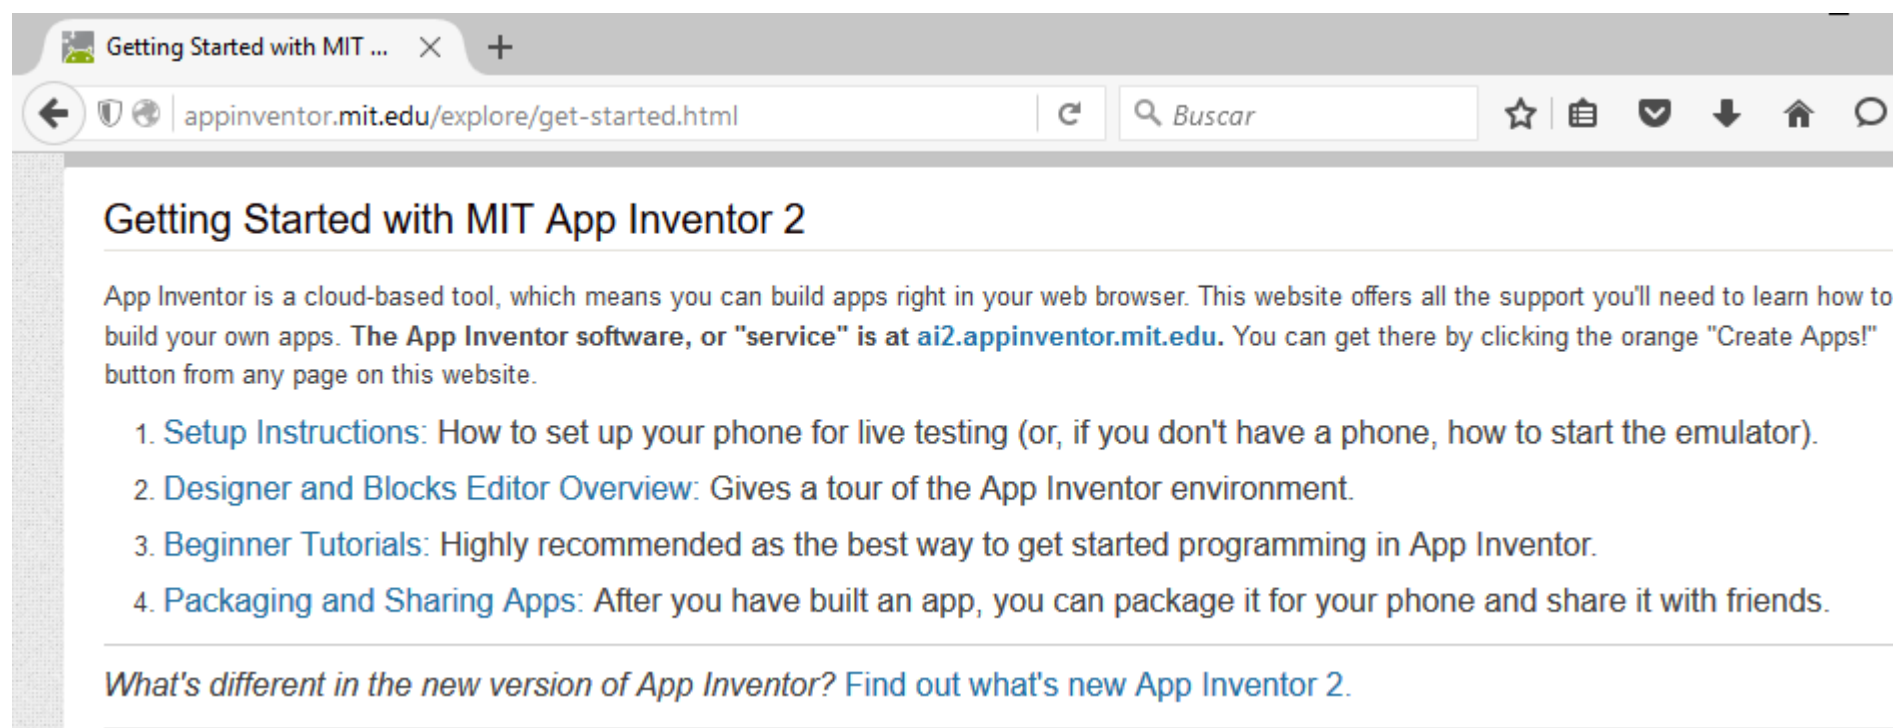 Getting Started with MIT ...
appinventor.mit.edu/explore/get-started.html
Buscar
Getting Started with MIT App Inventor 2
App Inventor is a cloud-based tool, which means you can build apps right in your web browser. This website offers all the support you'll need to learn how to
build your own apps. The App Inventor software, or "service" is at ai2.appinventor.mit.edu. You can get there by clicking the orange "Create Apps!"
button from any page on this website.
1. Setup Instructions: How to set up your phone for live testing (or, if you don't have a phone, how to start the emulator).
2. Designer and Blocks Editor Overview: Gives a tour of the App Inventor environment.
3. Beginner Tutorials: Highly recommended as the best way to get started programming in App Inventor.
4. Packaging and Sharing Apps: After you have built an app, you can package it for your phone and share it with friends.
What's different in the new version of App Inventor? Find out what's new App Inventor 2.